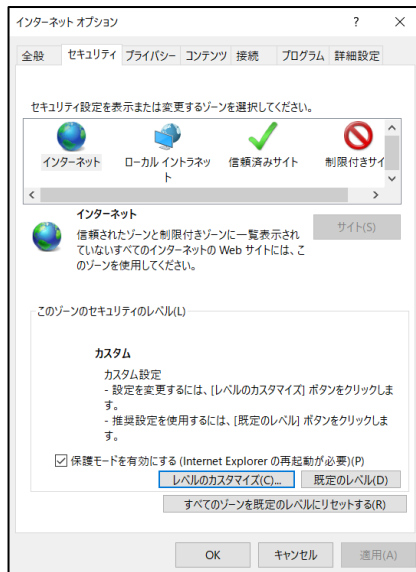 インターネット オプション
?
×
全般 セキュリティ プライバシー コンテンツ 接続 プログラム 詳細設定
セキュリティ設定を表示または変更するゾーンを選択してください。
インターネット ローカル イントラネッ 信頼済みサイト 制限付きサイ
ト
インターネット
サイト(S)
信頼されたゾーンと制限付きゾーンに一覧表示され
ていないすべてのインターネットの Web サイトには、こ
のゾーンを使用してください。
このゾーンのセキュリティのレベル(L)
カスタム
カスタム設定
- 設定を変更するには、[レベルのカスタマイズ] ボタンをクリックしま
す。
- 推奨設定を使用するには、[既定のレベル] ボタンをクリックしま
す。
保護モードを有効にする (Internet Explorer の再起動が必要)(P)
レベルのカスタマイズ(C)... 既定のレベル(D)
すべてのゾーンを既定のレベルにリセットする(R)
OK キャンセル 適用(A)